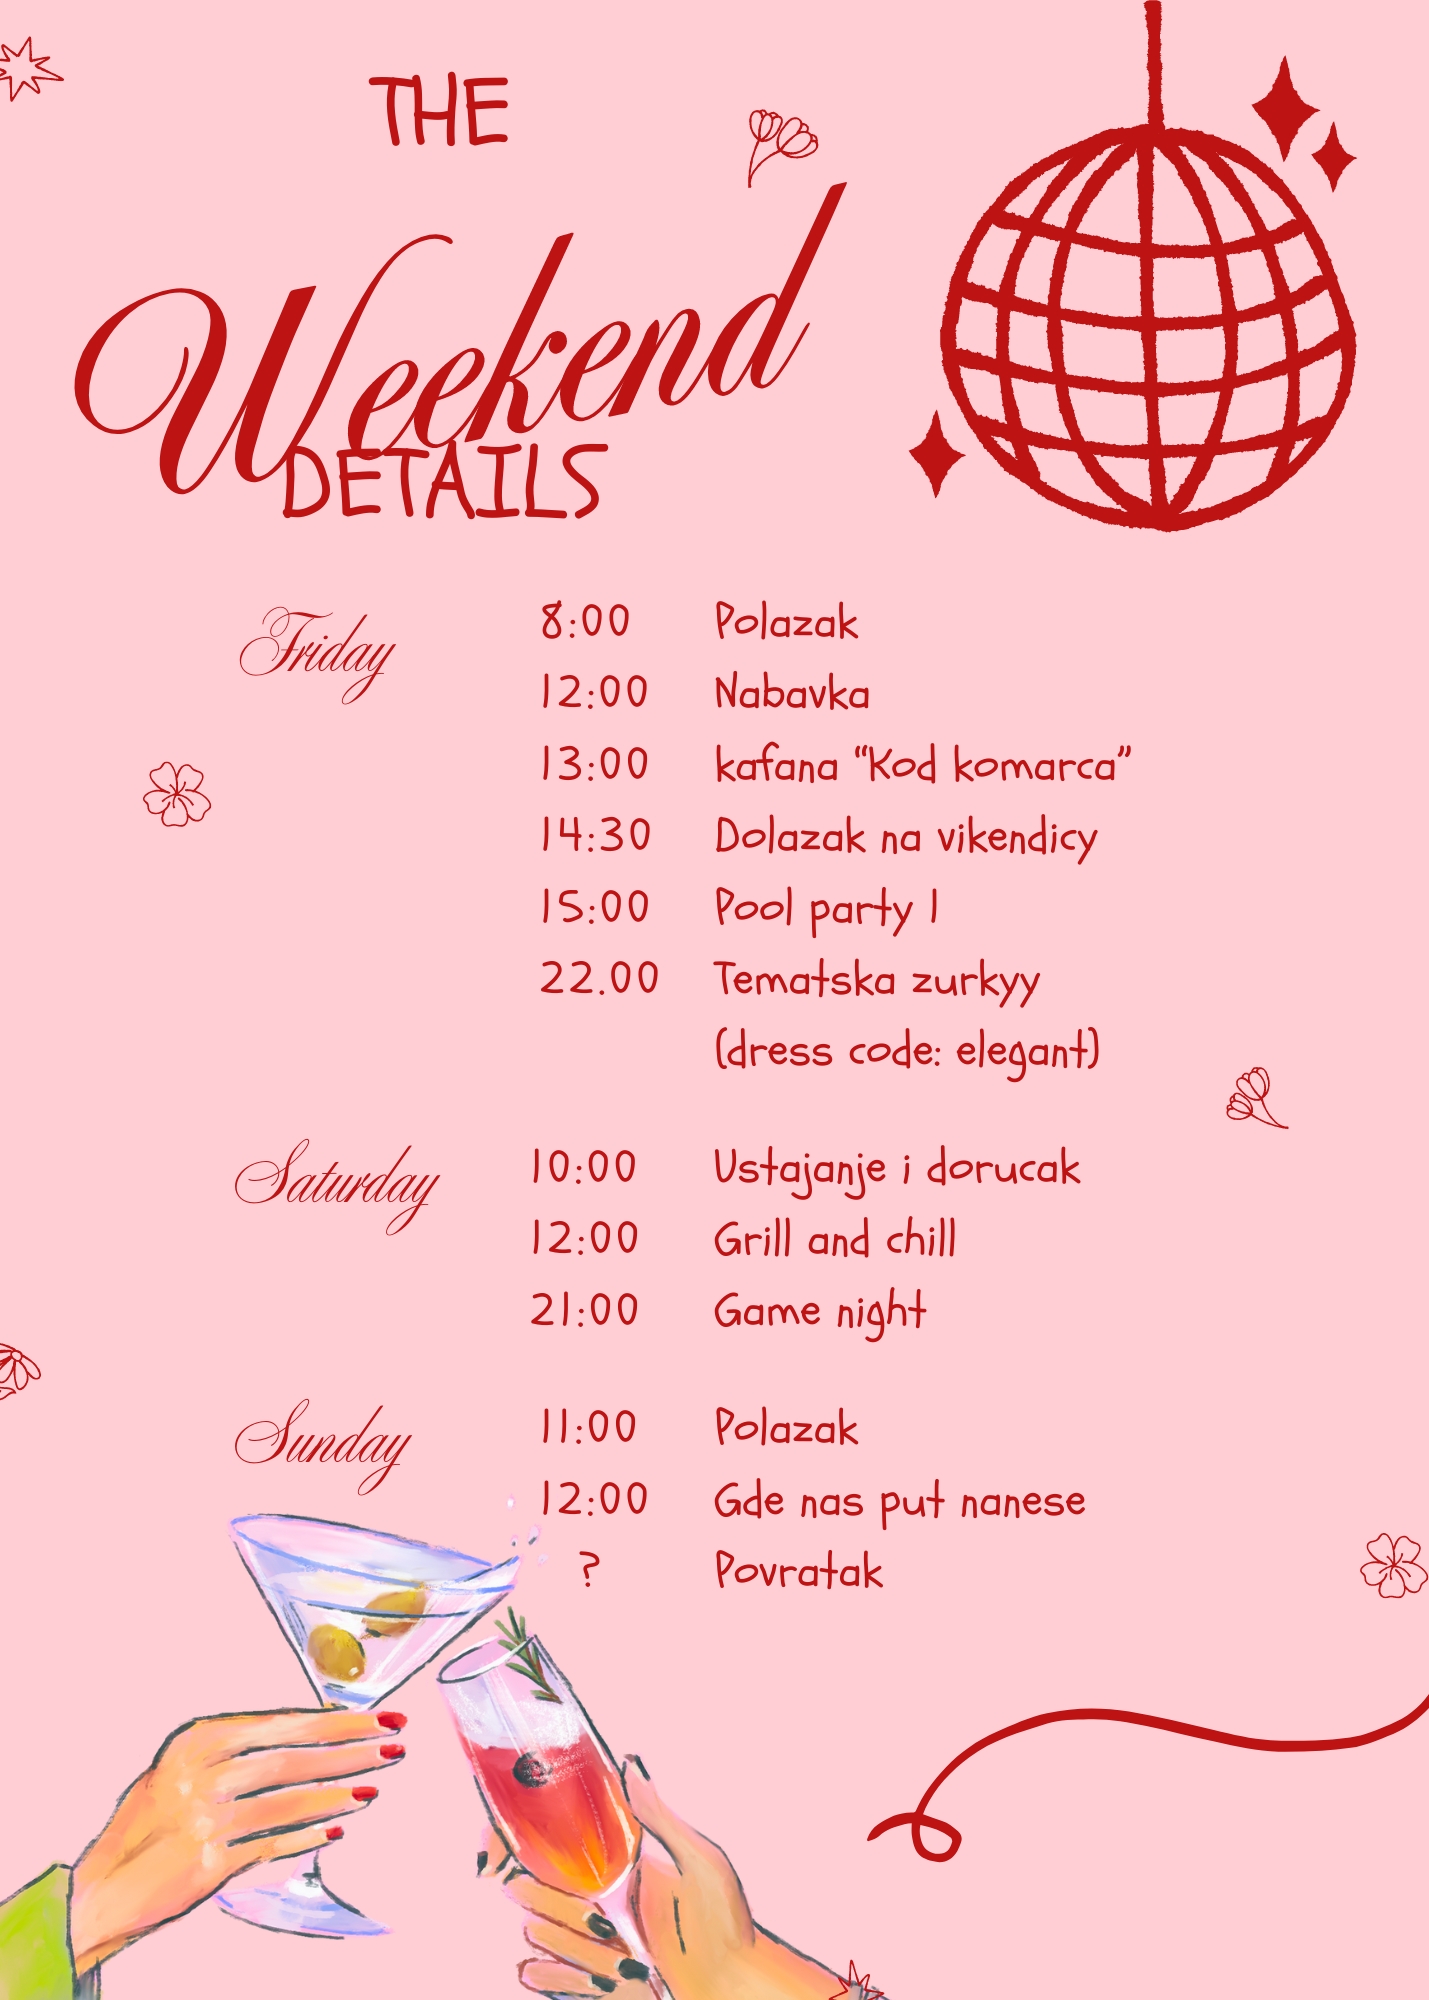 THE
Weekend
DETAILS
Friday
8:00 Polazak
12:00 Nabavka
13:00 kafana “Kod komarca”
14:30 Dolazak na vikendicy
15:00 Pool party 1
22.00 Tematska zurkyy
(dress code: elegant)
Saturday
10:00 Ustajanje i dorucak
12:00 Grill and chill
21:00 Game night
Sunday
11:00 Polazak
12:00 Gde nas put nanese
? Povratak